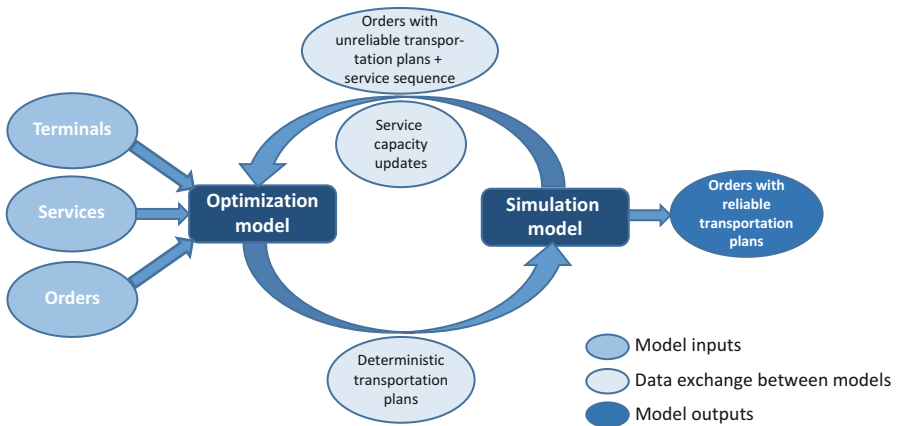 Orders with
unreliable transpor-
tation plans +
service sequence
Service
capacity
updates
Terminals
Services
Orders
Optimization
model
Simulation
model
Orders with
reliable
transportation
plans
Deterministic
transportation
plans
Model inputs
Data exchange between models
Model outputs